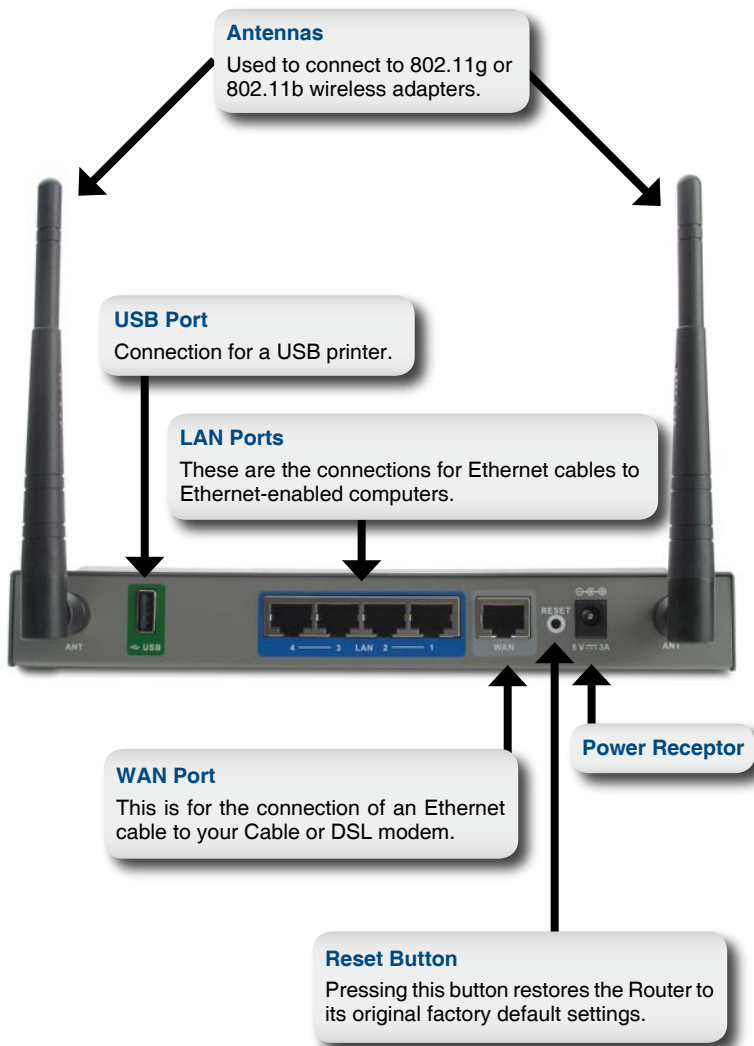 Antennas
Used to connect to 802.11g or
802.11b wireless adapters.
USB Port
Connection for a USB printer.
LAN Ports
These are the connections for Ethernet cables to
Ethernet-enabled computers.
ANT
USB
4 3 LAN 2 1
WAN
RESET
5V 3A
ANT
Power Receptor
WAN Port
This is for the connection of an Ethernet
cable to your Cable or DSL modem.
Reset Button
Pressing this button restores the Router to
its original factory default settings.